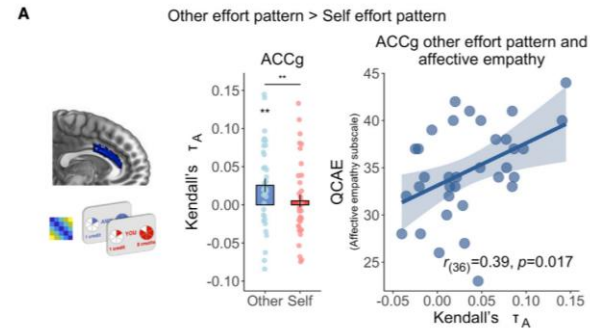 A
Other effort pattern > Self effort pattern
ACCg
**
**
Kendall's τA
0.15
0.10
0.05
0.00
-0.05
-0.10
Other Self
YOU
1 credit
ACCg other effort pattern and
affective empathy
QCAE
(Affective empathy subscale)
45
40
35
30
25
r(36)=0.39, p=0.017
-0.05 0.00 0.05 0.10 0.15
Kendall's τA